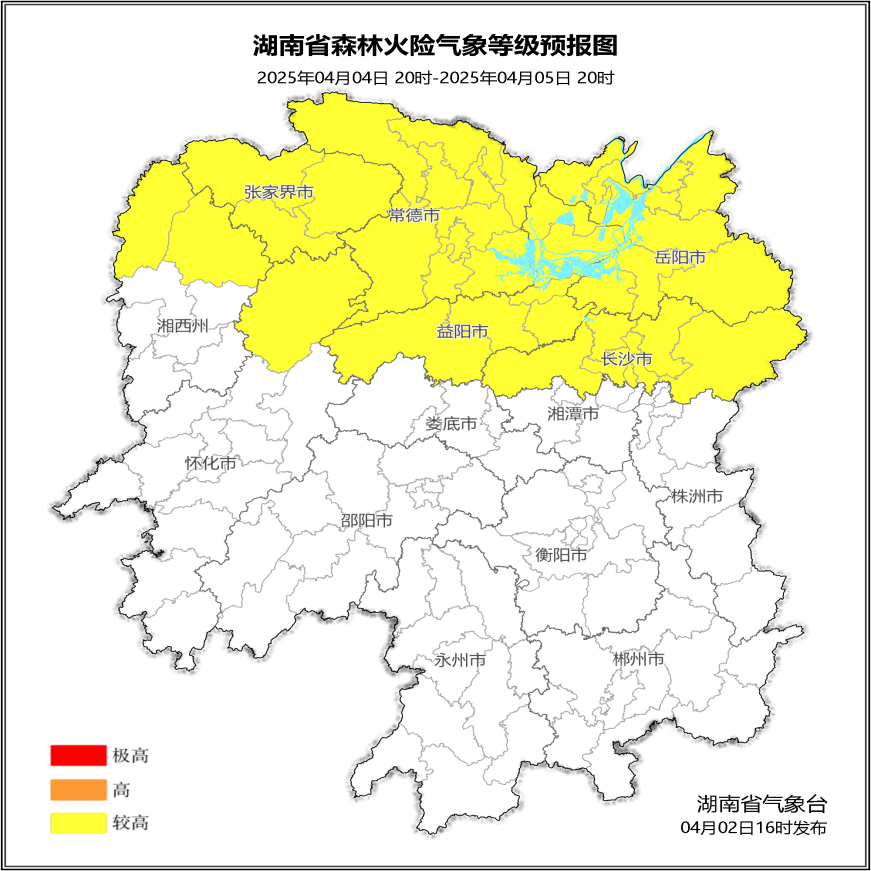 湖南省森林火险气象等级预报图
2025年04月04日 20时-2025年04月05日 20时
张家界市
常德市
岳阳市
湘西州
益阳市
长沙市
湘潭市
娄底市
怀化市
株洲市
邵阳市
衡阳市
永州市
郴州市
极高
高
较高
湖南省气象台
04月02日16时发布